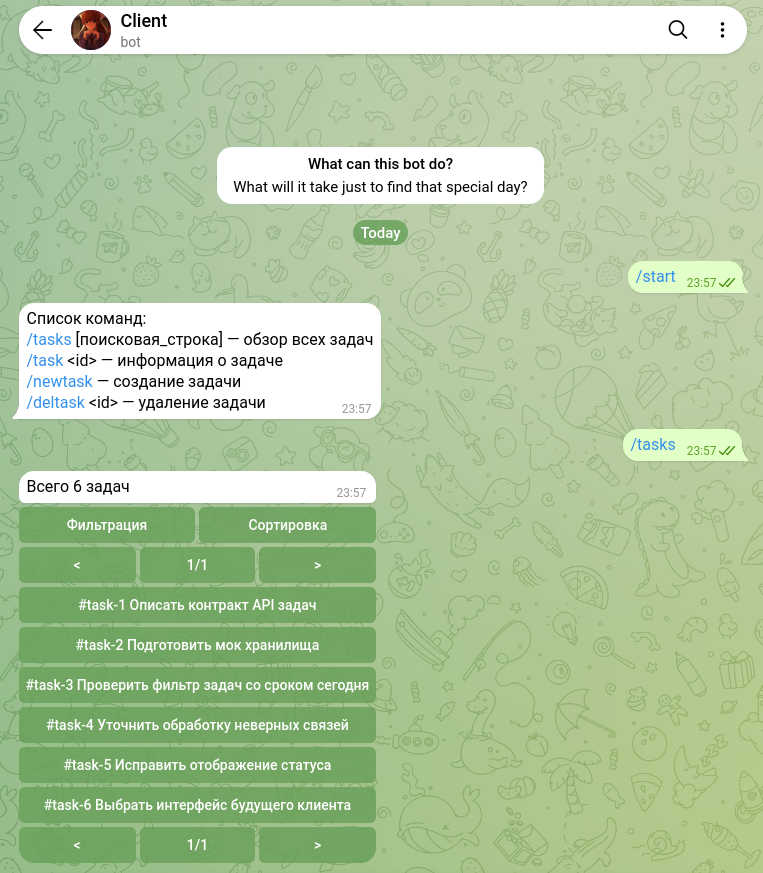 Client
bot
What can this bot do?
What will it take just to find that special day?
Today
/start 23:57
Список команд:
/tasks [поисковая_строка] — обзор всех задач
/task <id> — информация о задаче
/newtask — создание задачи
/deltask <id> — удаление задачи
23:57
/tasks 23:57
Всего 6 задач 23:57
Фильтрация Сортировка
< 1/1 >
#task-1 Описать контракт API задач
#task-2 Подготовить мок хранилища
#task-3 Проверить фильтр задач со сроком сегодня
#task-4 Уточнить обработку неверных связей
#task-5 Исправить отображение статуса
#task-6 Выбрать интерфейс будущего клиента
< 1/1 >